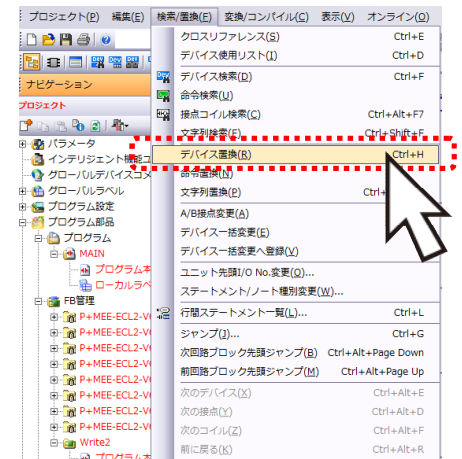 プロジェクト(P) 編集(E) 検索/置換(F) 変換/コンパイル(C) 表示(V) オンライン(O)
クロスリファレンス(S) Ctrl+E
デバイス使用リスト(I) Ctrl+D
デバイス検索(D) Ctrl+F
命令検索(U)
接点コイル検索(C) Ctrl+Alt+F7
文字列検索(F) Ctrl+Shift+F
デバイス置換(R) Ctrl+H
命令置換(N)
文字列置換(P) Ctrl+
A/B接点変更(A)
デバイス一括変更(E)
デバイス一括変更へ登録(V)
ユニット先頭I/O No.変更(O)...
ステートメント/ノート種別変更(W)...
行間ステートメント一覧(L)... Ctrl+L
ジャンプ(J)... Ctrl+G
次回路ブロック先頭ジャンプ(B) Ctrl+Alt+Page Down
前回路ブロック先頭ジャンプ(M) Ctrl+Alt+Page Up
次のデバイス(X) Ctrl+Alt+E
次の接点(Y) Ctrl+Alt+D
次のコイル(Z) Ctrl+Alt+F
前に戻る(K) Ctrl+Alt+R
ナビゲーション
プロジェクト
パラメータ
インテリジェント機能ユ
グローバルデバイスコメ
グローバルラベル
プログラム設定
プログラム部品
プログラム
MAIN
プログラム本
ローカルラベ
FB管理
P+MEE-ECL2-V
P+MEE-ECL2-V
P+MEE-ECL2-V
P+MEE-ECL2-V
P+MEE-ECL2-V
P+MEE-ECL2-V
P+MEE-ECL2-V
Write2
プログラム本